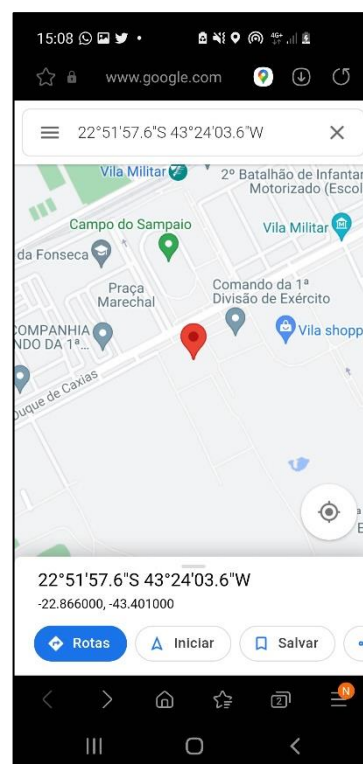 15:08
4G+
www.google.com
22°51'57.6"S 43°24'03.6"W
Vila Militar
2º Batalhão de Infantar
Motorizado (Escol
Campo do Sampaio
Vila Militar
da Fonseca
Praça
Marechal
Comando da 1ª
Divisão de Exército
COMPANHIA
NDO DA 1ª...
Vila shopp
Duque de Caxias
22°51'57.6"S 43°24'03.6"W
-22.866000, -43.401000
Rotas
Iniciar
Salvar
2
N